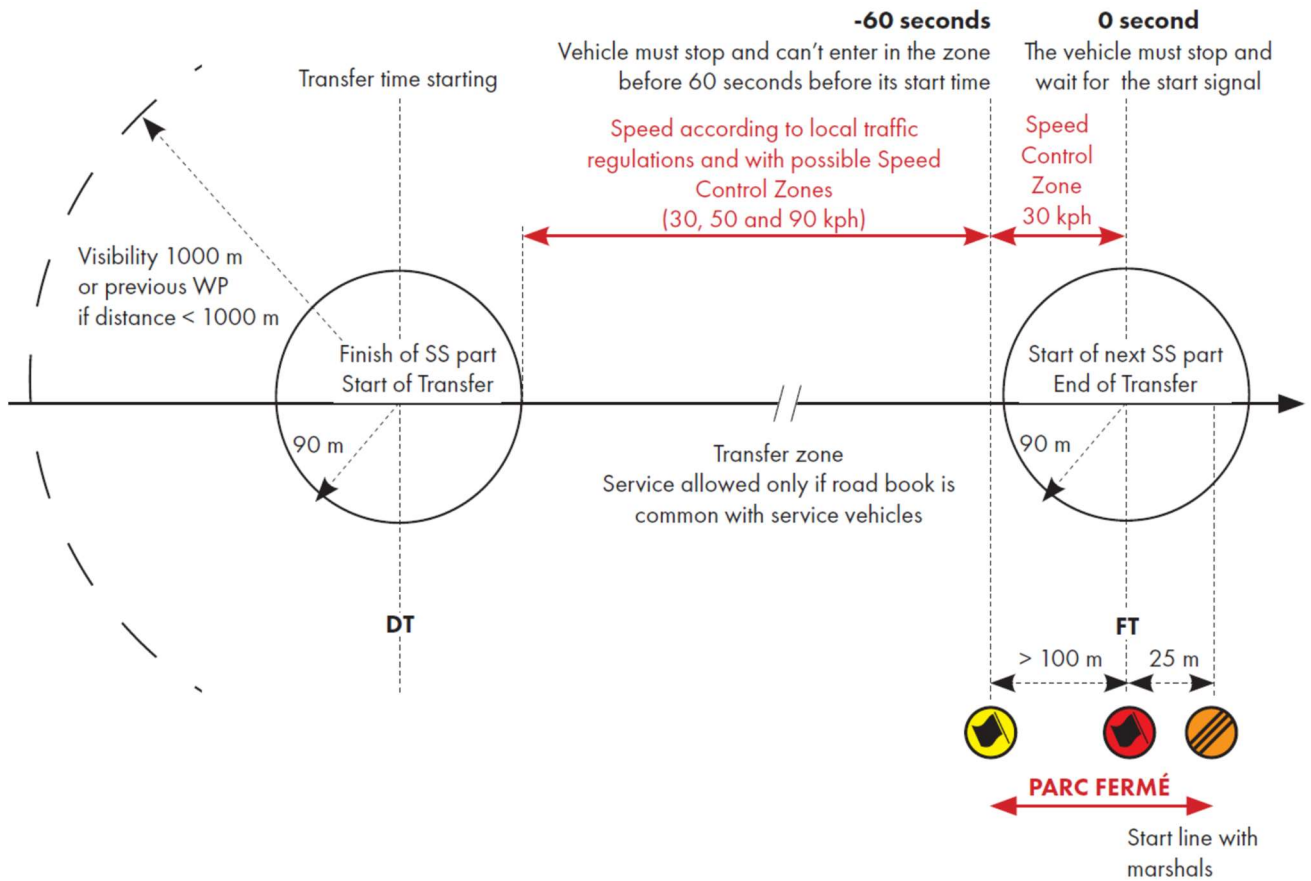 -60 seconds
Vehicle must stop and can't enter in the zone
before 60 seconds before its start time
0 second
The vehicle must stop and
wait for the start signal
Transfer time starting
Speed according to local traffic
regulations and with possible Speed
Control Zones
(30, 50 and 90 kph)
Speed
Control
Zone
30 kph
Visibility 1000 m
or previous WP
if distance < 1000 m
Finish of SS part
Start of Transfer
Start of next SS part
End of Transfer
90 m
Transfer zone
Service allowed only if road book is
common with service vehicles
90 m
DT
FT
> 100 m
25 m
PARC FERMÉ
Start line with
marshals